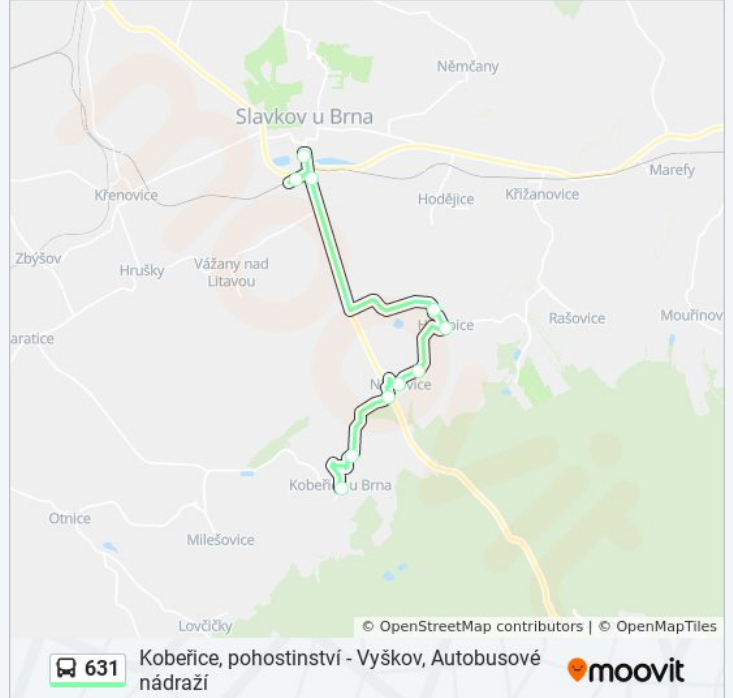 Němčany
Slavkov u Brna
Marefy
Křenovice
Hodějice
Křižanovice
Zbýšov
Hrušky
Vážany nad
Litavou
Rašovice
Mouřinov
aratice
Kobeřice u Brna
Otnice
Milešovice
Lovčičky
© OpenStreetMap contributors | © OpenMapTiles
631
Kobeřice, pohostinství - Vyškov, Autobusové
nádraží
moovit